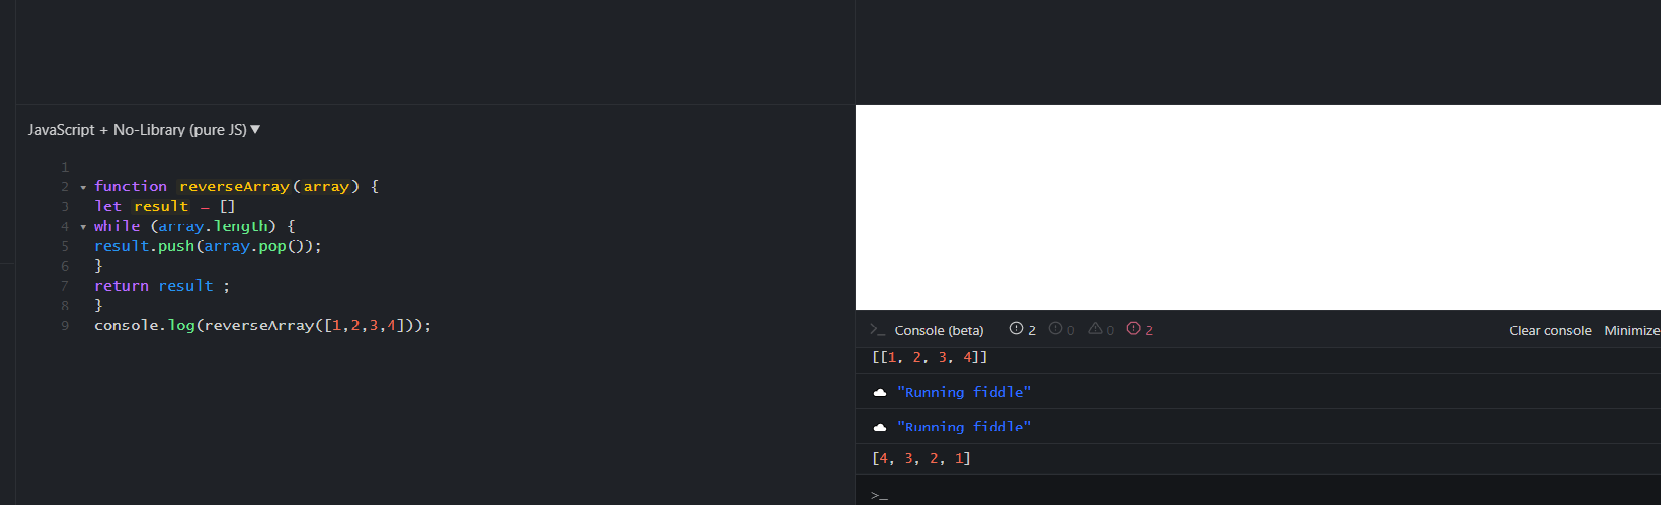 JavaScript + No-Library (pure JS) ▼
1
2 ▾ function reverseArray(array) {
3 let result = []
4 ▾ while (array.length) {
5 result.push(array.pop());
6 }
7 return result ;
8 }
9 console.log(reverseArray([1,2,3,4]));
>_ Console (beta) 2 0 0 2 Clear console Minimize
[[1, 2, 3, 4]]
"Running fiddle"
"Running fiddle"
[4, 3, 2, 1]
>_